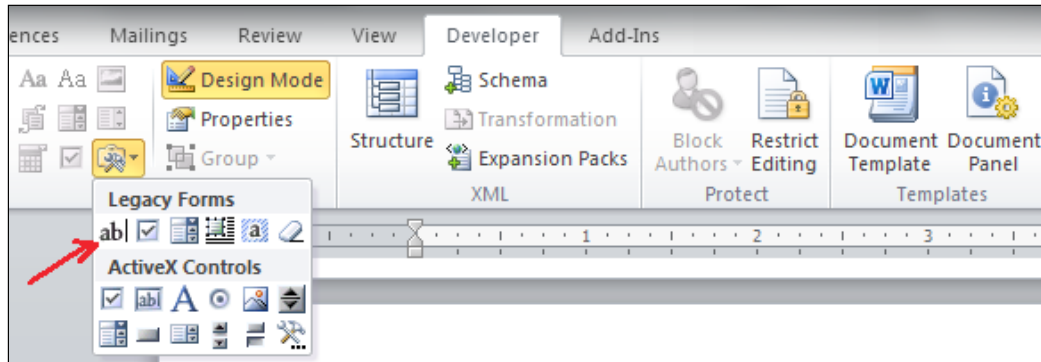 ences Mailings Review View Developer Add-Ins
Aa Aa Design Mode Schema
Properties Structure Transformation Block Restrict Document Document
Group Expansion Packs Authors Editing Template Panel
XML Protect Templates
Legacy Forms
ab
a
1 2 3
ActiveX Controls
ab A